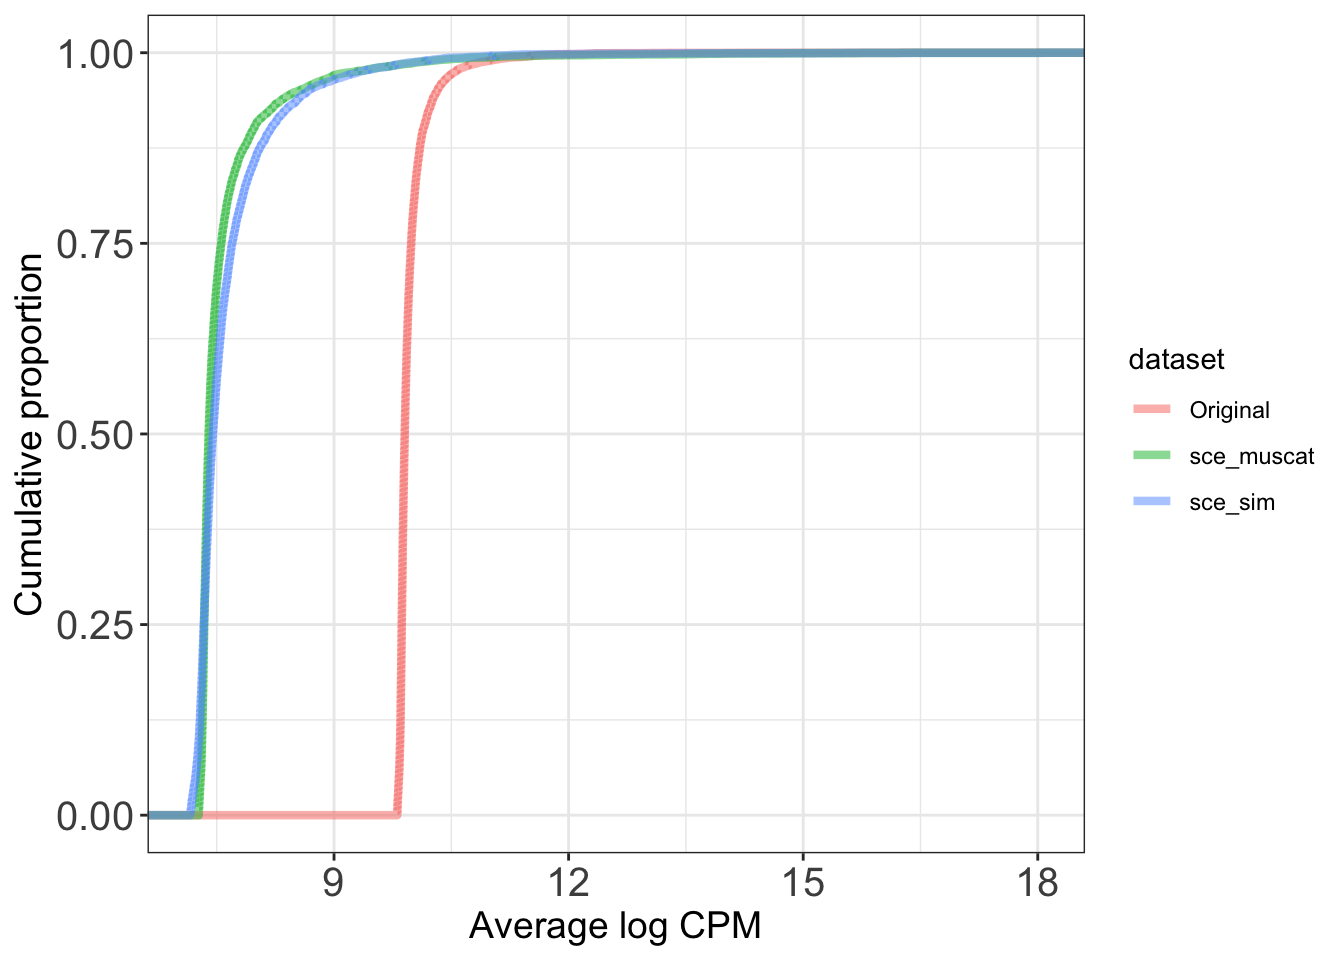 1.00
0.75
0.50
0.25
0.00
Cumulative proportion
9 12 15 18
Average log CPM
dataset
Original
sce_muscat
sce_sim